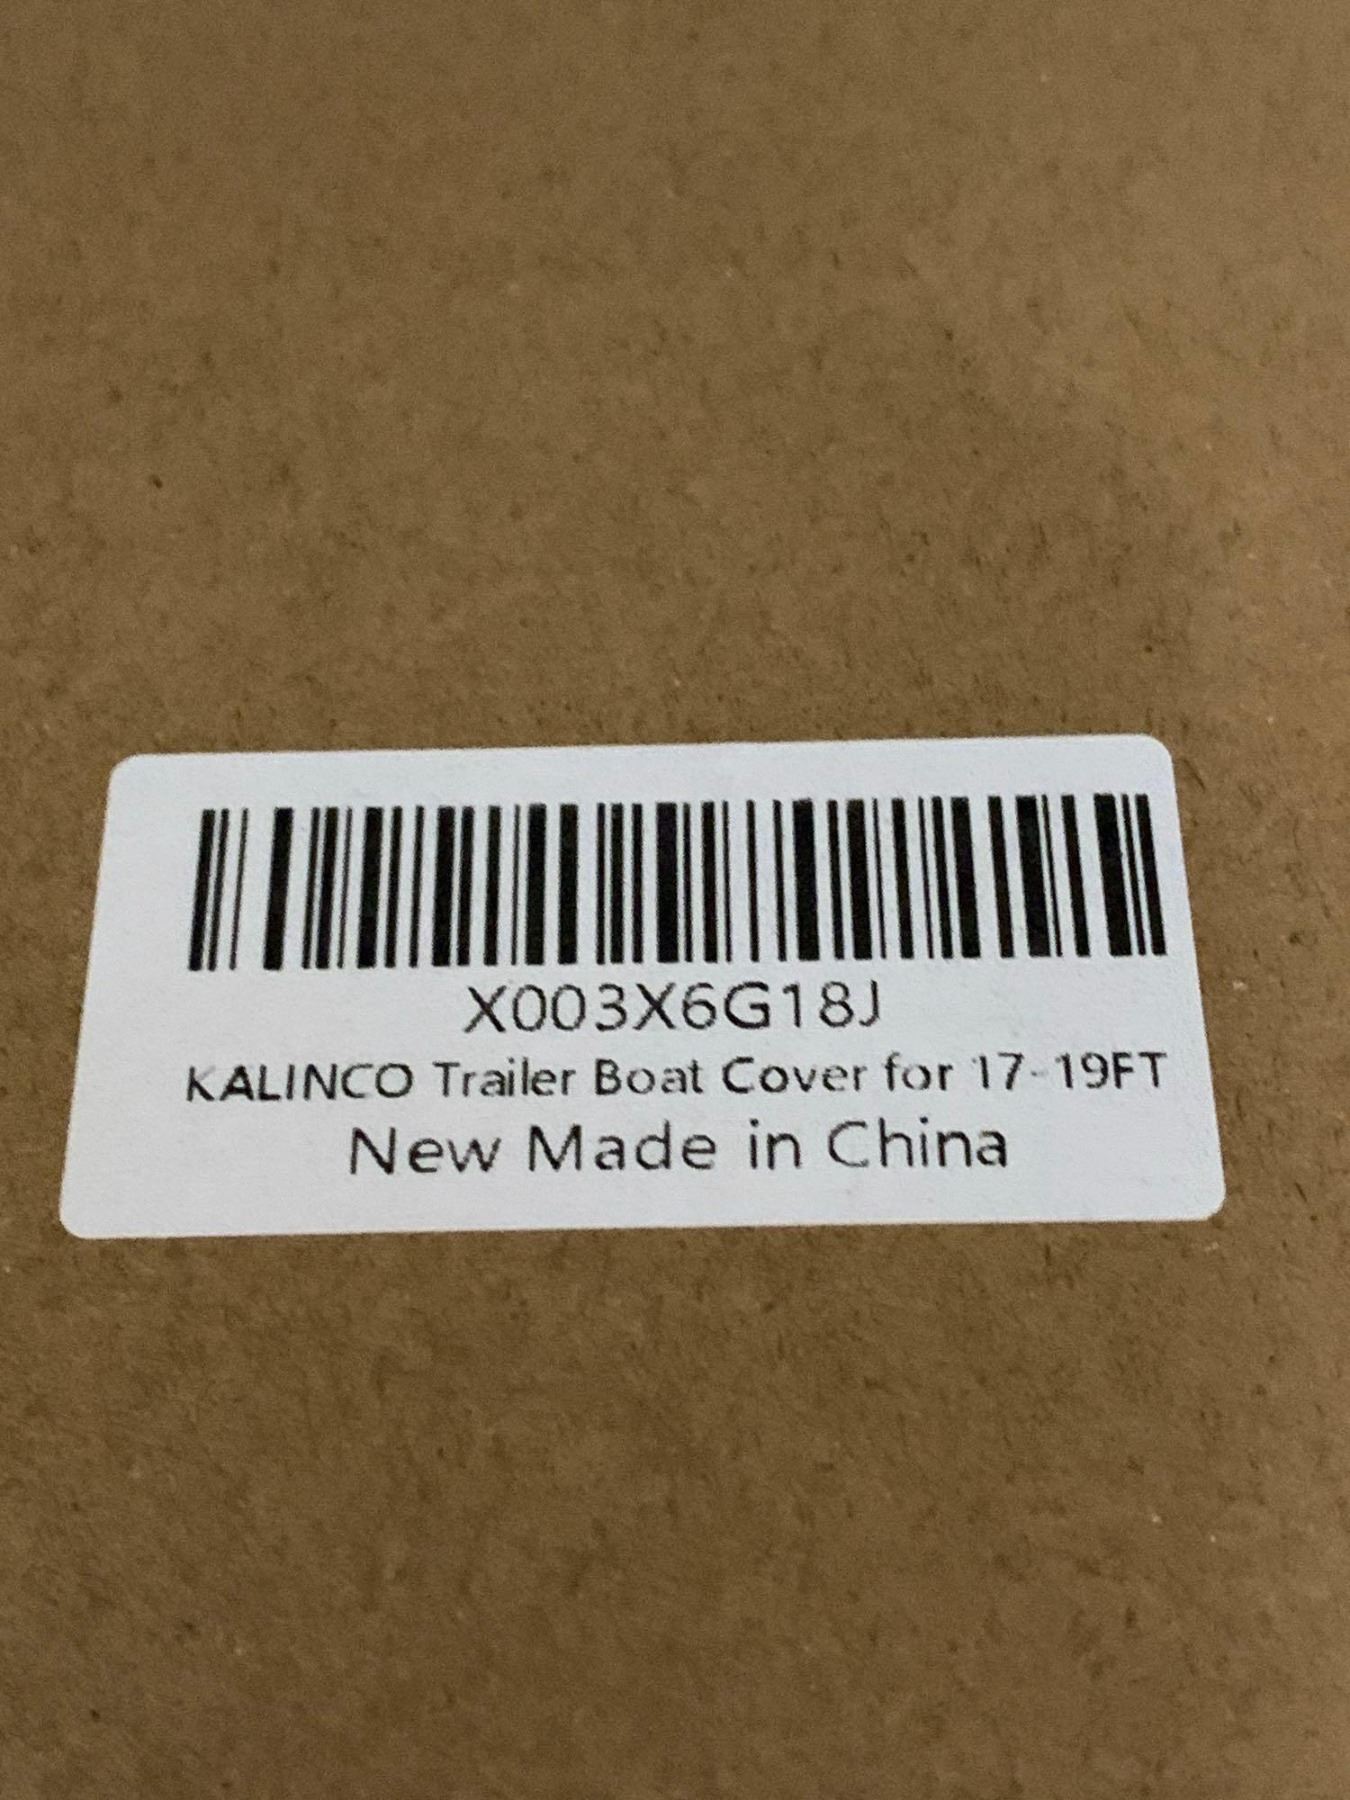 X003X6G18J
KALINCO Trailer Boat Cover for 17-19FT
New Made in China